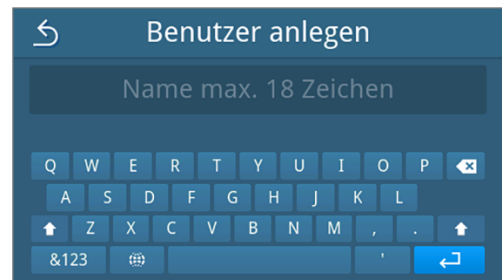 Benutzer anlegen
Name max. 18 Zeichen
Q W E R T Y U I O P
A S D F G H J K L
Z X C V B N M , .
&123 '